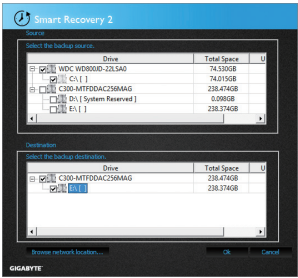 Smart Recovery 2
Source
Select the backup source.
Drive Total Space U
WDC WD800JD-22LSA0 74.530GB
C:\ [ ] 74.015GB
C300-MTFDDAC256MAG 238.474GB
D:\ [ System Reserved ] 0.098GB
E:\ [ ] 238.374GB
Destination
Select the backup destination.
Drive Total Space U
C300-MTFDDAC256MAG 238.474GB
E:\ [ ] 238.374GB
Browse network location.... Ok Cancel
GIGABYTE